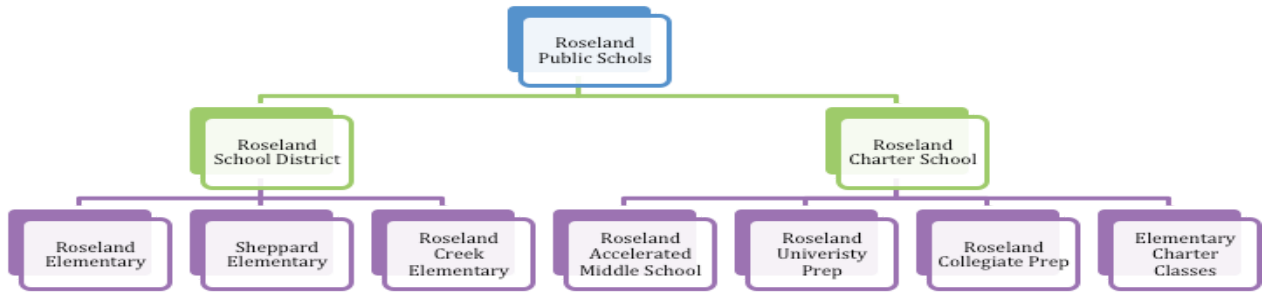 Roseland
Public Schols
Roseland
School District
Roseland
Charter School
Roseland
Elementary
Sheppard
Elementary
Roseland
Creek
Elementary
Roseland
Accelerated
Middle School
Roseland
Univeristy
Prep
Roseland
Collegiate Prep
Elementary
Charter
Classes